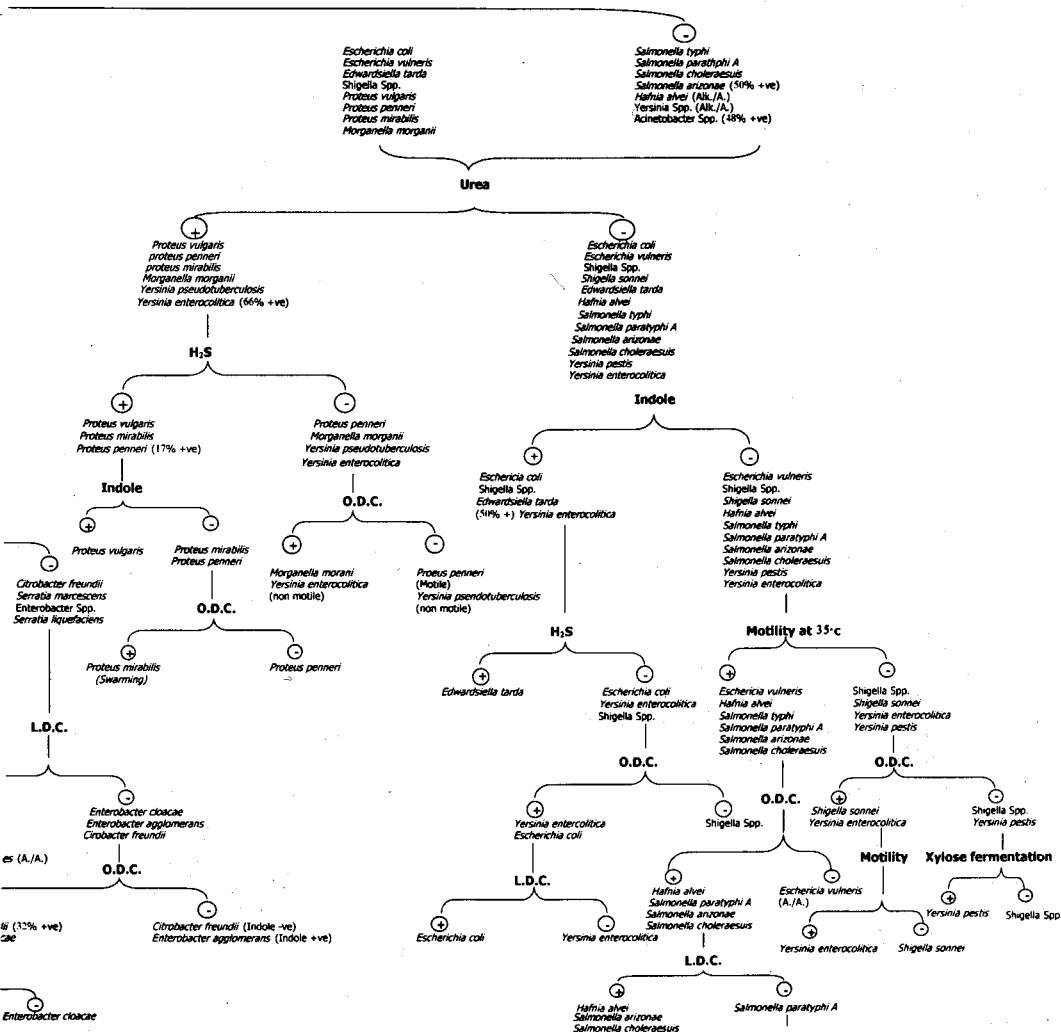 -
Escherichia coli
Escherichia vulneris
Edwardsiella tarda
Shigella Spp.
Proteus vulgaris
Proteus penneri
Proteus mirabilis
Morganella morganii
Salmonella typhi
Salmonella parathphi A
Salmonella choleraesuis
Salmonella arizonae (50% +ve)
Hafnia alvei (Alk./A.)
Yersinia Spp. (Alk./A.)
Acinetobacter Spp. (48% +ve)
Urea
+
Proteus vulgaris
proteus penneri
proteus mirabilis
Morganella morganii
Yersinia pseudotuberculosis
Yersinia enterocolitica (66% +ve)
-
Escherichia coli
Escherichia vulneris
Shigella Spp.
Shigella sonnei
Edwardsiella tarda
Hafnia alvei
Salmonella typhi
Salmonella paratyphi A
Salmonella arizonae
Salmonella choleraesuis
Yersinia pestis
Yersinia enterocolitica
H₂S
+
Proteus vulgaris
Proteus mirabilis
Proteus penneri (17% +ve)
-
Proteus penneri
Morganella morganii
Yersinia pseudotuberculosis
Yersinia enterocolitica
Indole
+
Proteus vulgaris
-
Proteus mirabilis
Proteus penneri
O.D.C.
+
Morganella morani
Yersinia enterocolitica
(non motile)
-
Proeus penneri
(Motile)
Yersinia psendotuberculosis
(non motile)
O.D.C.
+
Proteus mirabilis
(Swarming)
-
Proteus penneri
-
Citrobacter freundii
Serratia marcescens
Enterobacter Spp.
Serratia liquefaciens
L.D.C.
-
Enterobacter cloacae
Enterobacter agglomerans
Cirobacter freundii
es (A./A.)
O.D.C.
(32% +ve)
cae
-
Citrobacter freundii (Indole -ve)
Enterobacter agglomerans (Indole +ve)
-
Enterobacter cloacae
Indole
+
Eschericia coli
Shigella Spp.
Edwardsiella tarda
(50% +) Yersinia enterocolitica
-
Escherichia vulneris
Shigella Spp.
Shigella sonnei
Hafnia alvei
Salmonella typhi
Salmonella paratyphi A
Salmonella arizonae
Salmonella choleraesuis
Yersinia pestis
Yersinia enterocolitica
H₂S
+
Edwardsiella tarda
-
Escherichia coli
Yersinia enterocolitica
Shigella Spp.
O.D.C.
+
Yersinia entercolitica
Escherichia coli
-
Shigella Spp.
L.D.C.
+
Escherichia coli
-
Yersinia enterocolitica
Motility at 35·c
+
Eschericia vulneris
Hafnia alvei
Salmonella typhi
Salmonella paratyphi A
Salmonella arizonae
Salmonella choleraesuis
-
Shigella Spp.
Shigella sonnei
Yersinia enterocolitica
Yersinia pestis
O.D.C.
+
Hafnia alvei
Salmonella paratyphi A
Salmonella arizonae
Salmonella choleraesuis
-
Eschericia vulneris
(A./A.)
L.D.C.
+
Hafnia alvei
Salmonella arizonae
Salmonella choleraesuis
-
Salmonella paratyphi A
O.D.C.
+
Shigella sonnei
Yersinia enterocolitica
-
Shigella Spp.
Yersinia pestis
Motility
+
Yersinia enterocolitica
-
Shigella sonnei
Xylose fermentation
+
Yersinia pestis
-
Shigella Spp